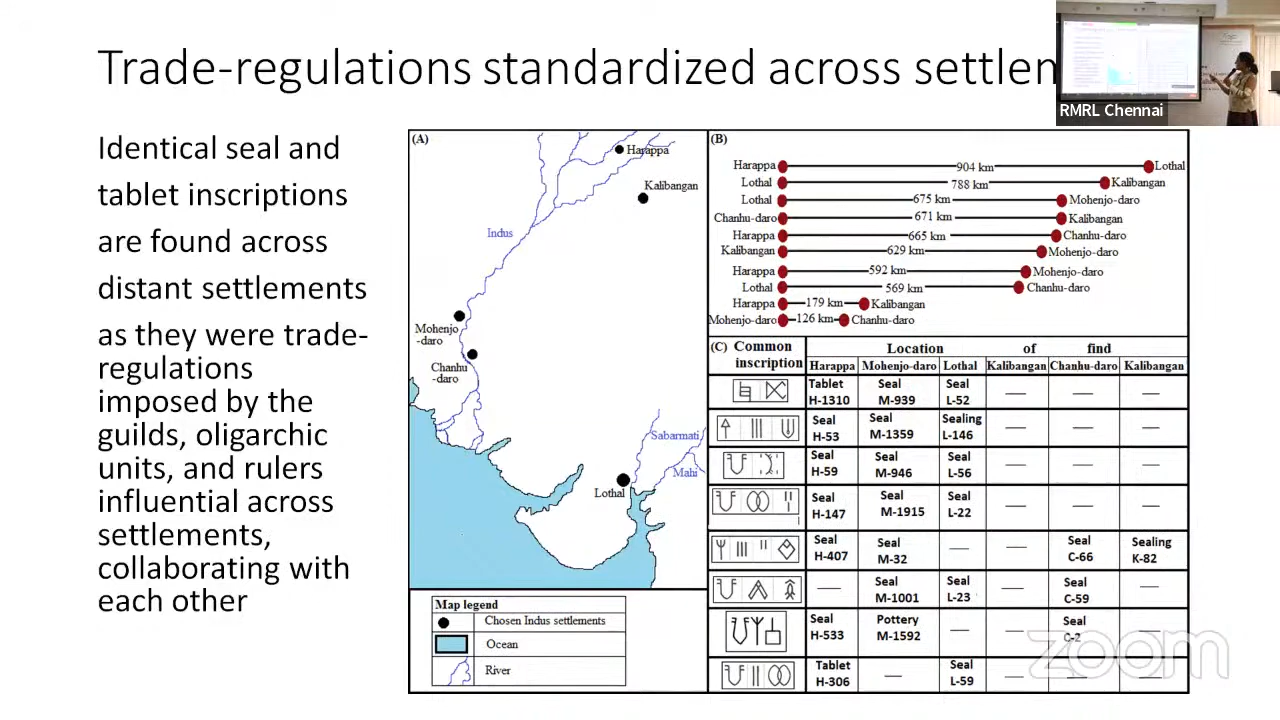 Trade-regulations standardized across settlem
RMRL Chennai
Identical seal and
tablet inscriptions
are found across
distant settlements
as they were trade-
regulations
imposed by the
guilds, oligarchic
units, and rulers
influential across
settlements,
collaborating with
each other
(A)
Harappa
Kalibangan
Indus
Mohenjo
-daro
Chanhu
-daro
Sabarmati
Mahi
Lothal
Map legend
Chosen Indus settlements
Ocean
River
(B)
Harappa 904 km Lothal
Lothal 788 km Kalibangan
Lothal 675 km Mohenjo-daro
Chanhu-daro 671 km Kalibangan
Harappa 665 km Chanhu-daro
Kalibangan 629 km Mohenjo-daro
Harappa 592 km Mohenjo-daro
Lothal 569 km Chanhu-daro
Harappa 179 km Kalibangan
Mohenjo-daro 126 km Chanhu-daro
(C) Common inscription Location of find
Harappa Mohenjo-daro Lothal Kalibangan Chanhu-daro Kalibangan
Tablet H-1310 Seal M-939 Seal L-52 — — —
Seal H-53 Seal M-1359 Sealing L-146 — — —
Seal H-59 Seal M-946 Seal L-56 — — —
Seal H-147 Seal M-1915 Seal L-22 — — —
Seal H-407 Seal M-32 — — Seal C-66 Sealing K-82
— Seal M-1001 Seal L-23 — Seal C-59 —
Seal H-533 Pottery M-1592 — — Seal C-2
Tablet H-306 — Seal L-59 — — —
zoom